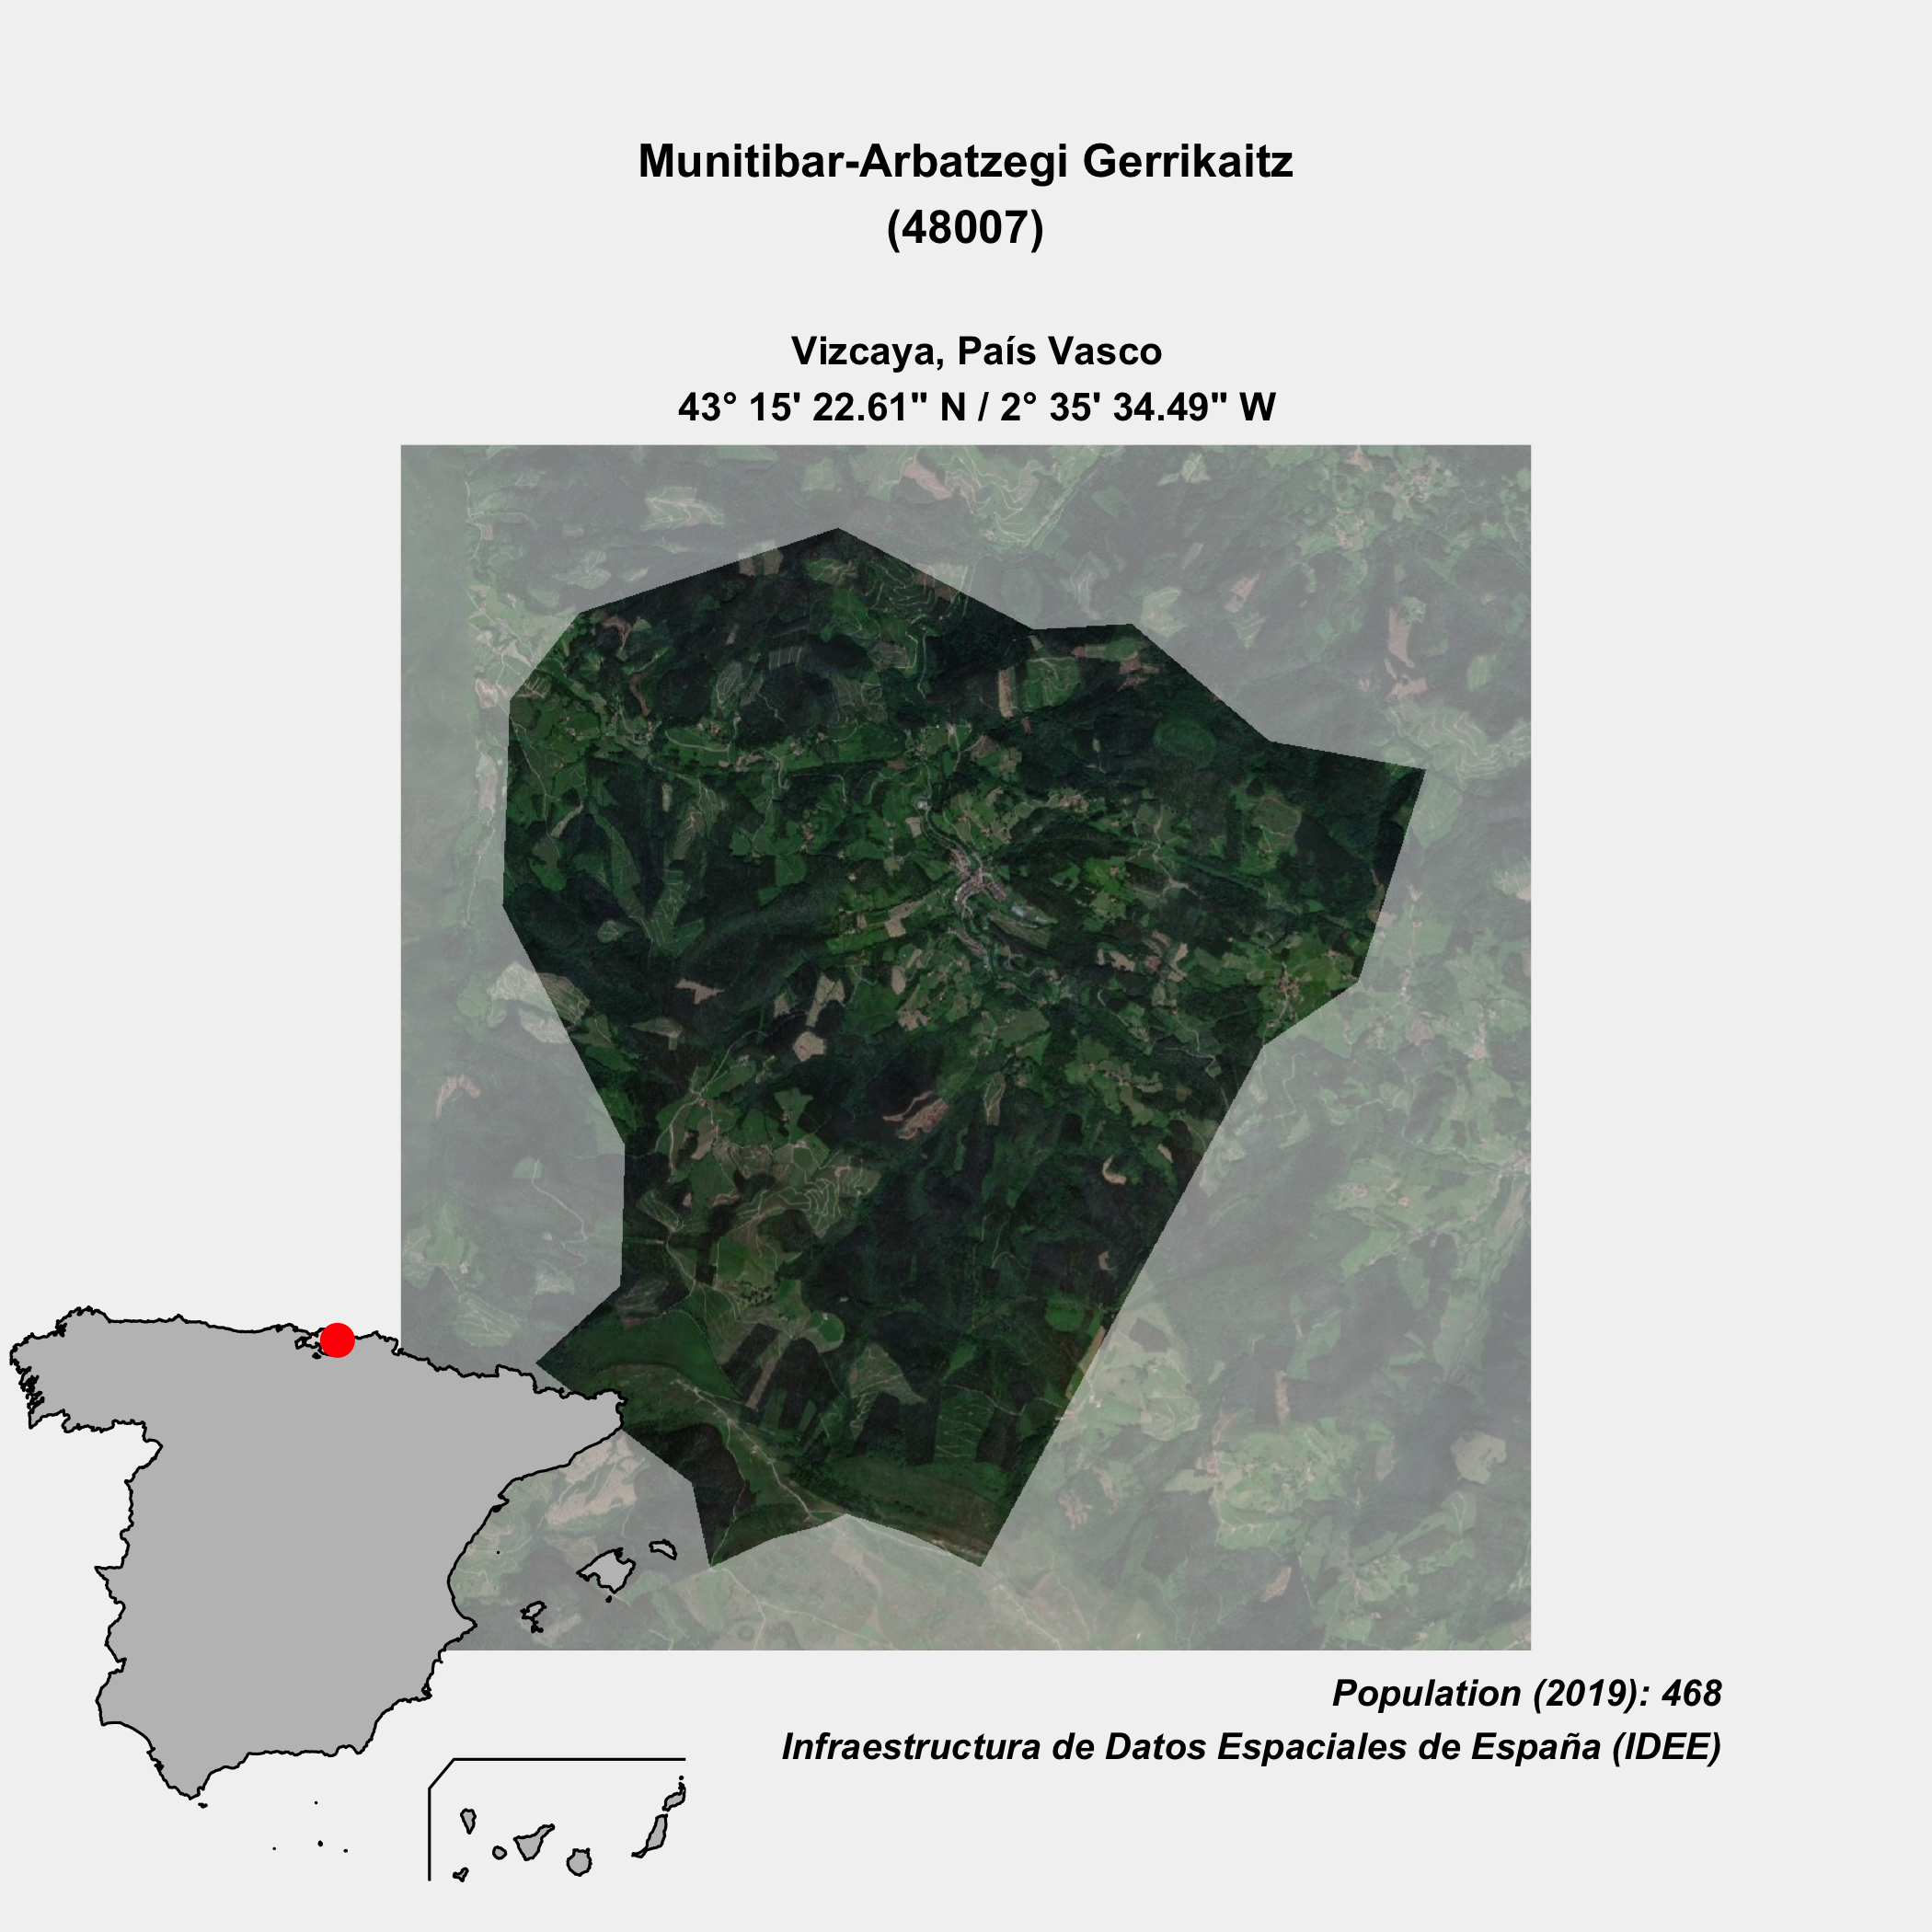 Munitibar-Arbatzegi Gerrikaitz
(48007)
Vizcaya, País Vasco
43° 15' 22.61" N / 2° 35' 34.49" W
Population (2019): 468
Infraestructura de Datos Espaciales de España (IDEE)